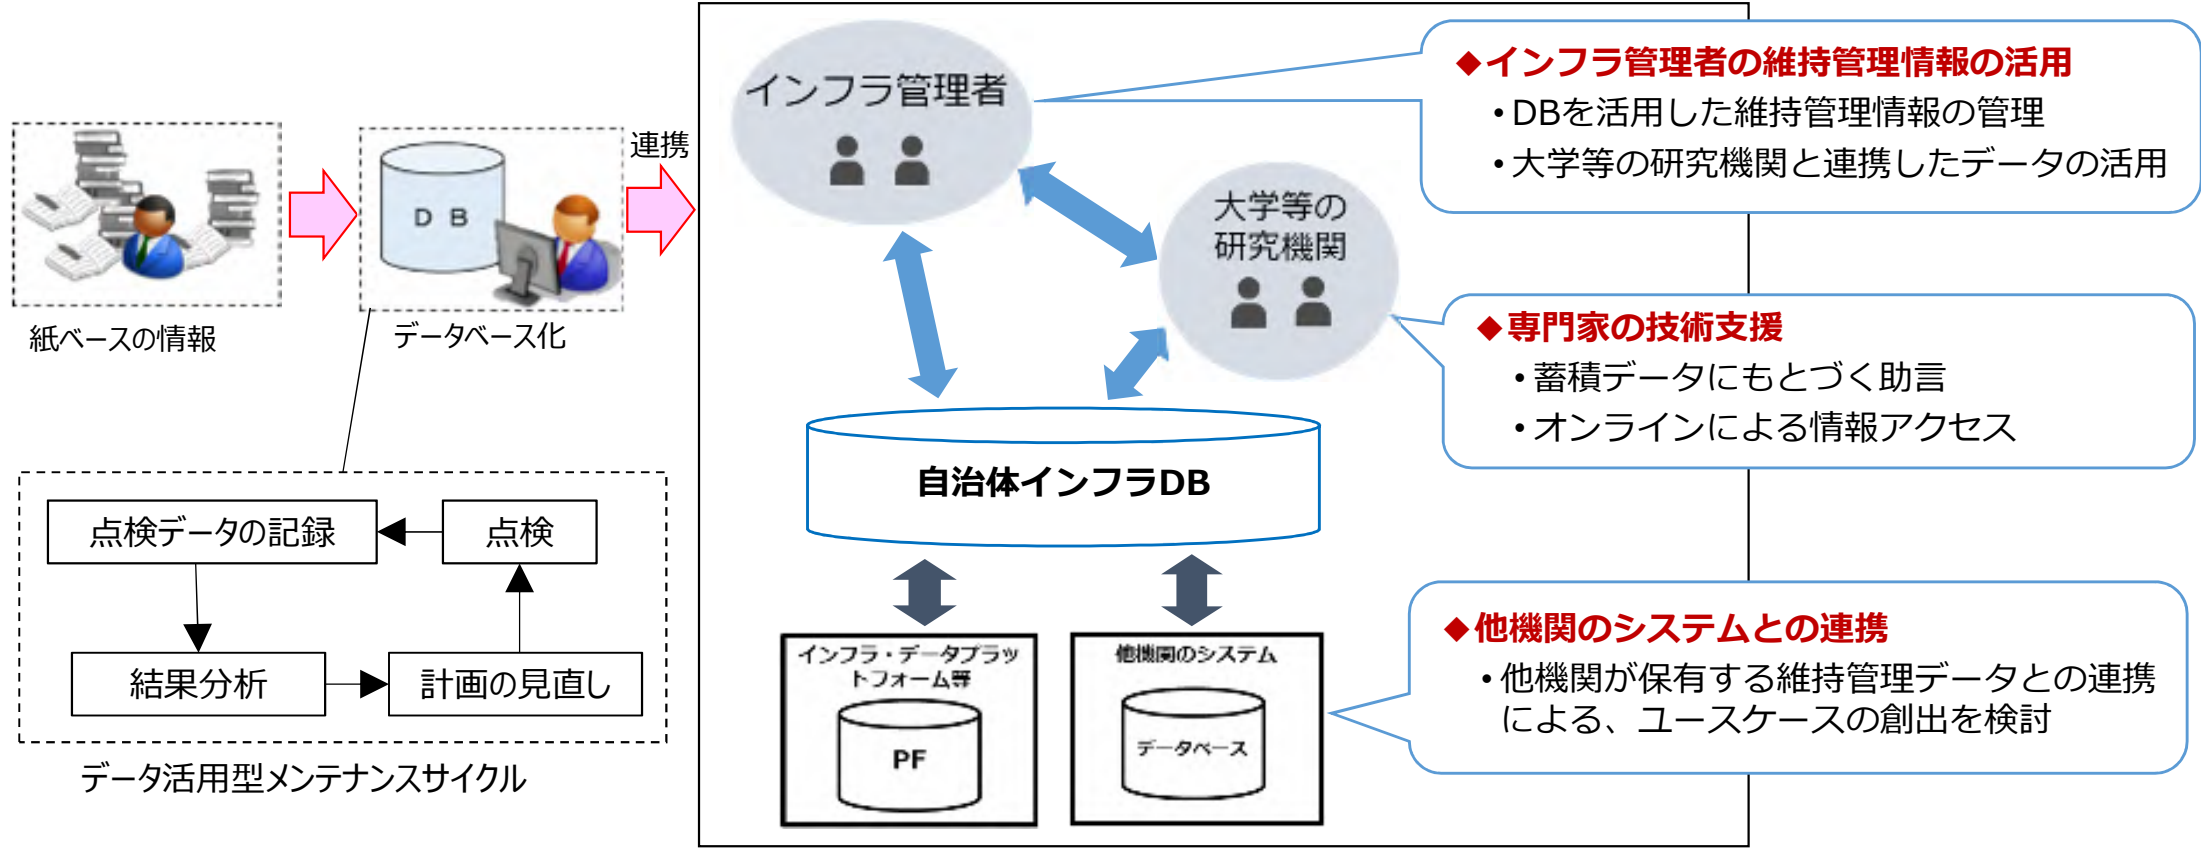 紙ベースの情報
DB
データベース化
連携
点検データの記録
点検
結果分析
計画の見直し
データ活用型メンテナンスサイクル
インフラ管理者
大学等の
研究機関
自治体インフラDB
インフラ・データプラッ
トフォーム等
PF
他機関のシステム
データベース
◆インフラ管理者の維持管理情報の活用
•DBを活用した維持管理情報の管理
•大学等の研究機関と連携したデータの活用
◆専門家の技術支援
•蓄積データにもとづく助言
•オンラインによる情報アクセス
◆他機関のシステムとの連携
•他機関が保有する維持管理データとの連携
による、ユースケースの創出を検討